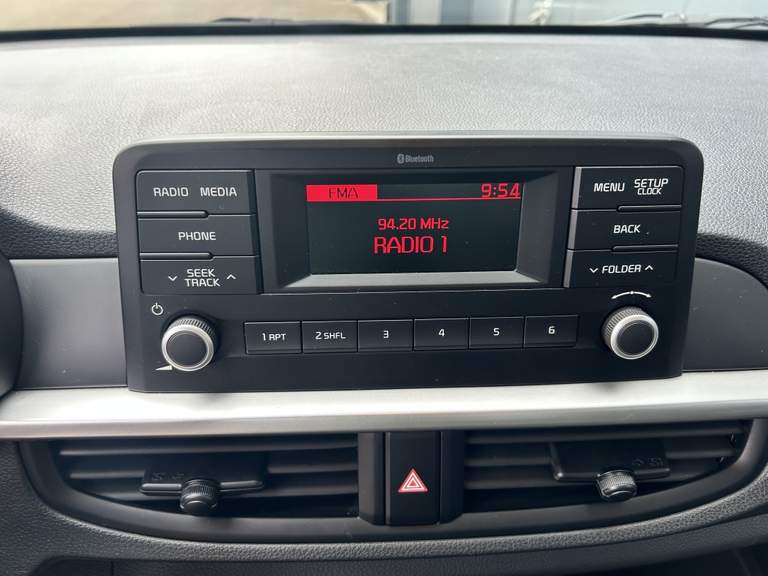 Bluetooth
RADIO MEDIA
FMA 9:54
MENU SETUP
CLOCK
PHONE
94.20 MHz
BACK
RADIO 1
SEEK
TRACK
FOLDER
1 RPT 2 SHFL 3 4 5 6